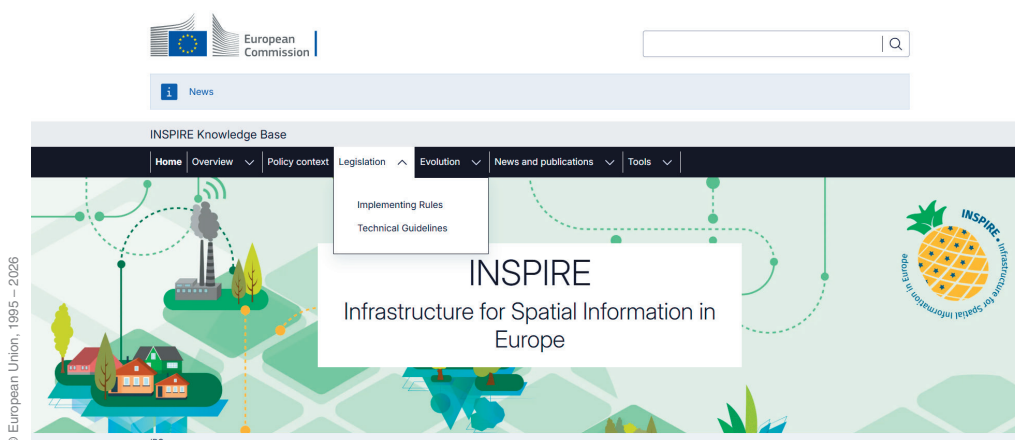 European
Commission
i News
INSPIRE Knowledge Base
Home Overview Policy context Legislation Evolution News and publications Tools
Implementing Rules
Technical Guidelines
INSPIRE
Infrastructure for Spatial Information in
Europe
INSPIRE • Infrastructure for Spatial Information in Europe
© European Union, 1995 – 2026